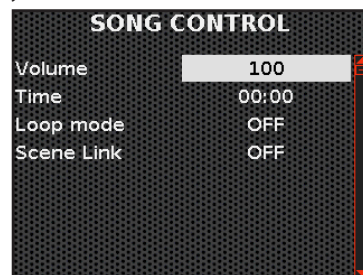 SONG CONTROL
Volume 100
Time 00:00
Loop mode OFF
Scene Link OFF